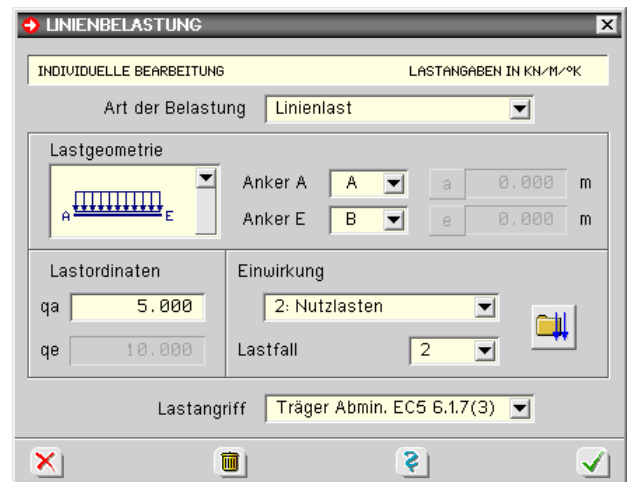 LINIENBELASTUNG
INDIVIDUELLE BEARBEITUNG LASTANGABEN IN KN/M/°K
Art der Belastung Linienlast
Lastgeometrie
A E
Anker A A a 0.000 m
Anker E B e 0.000 m
Lastordinaten
qa 5.000
qe 10.000
Einwirkung
2: Nutzlasten
Lastfall 2
Lastangriff Träger Abmin. EC5 6.1.7(3)